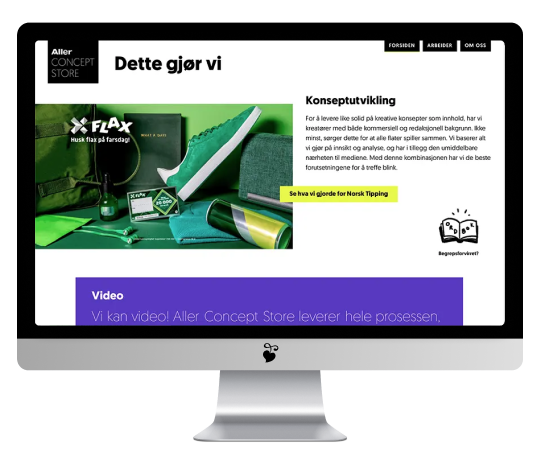 Aller
CONCEPT
STORE
Dette gjør vi
FORSIDEN
ARBEIDER
OM OSS
FLAX
Husk flax på farsdag!
Konseptutvikling
For å levere like solid på kreative konsepter som innhold, har vi
kreatører med både kommersiell og redaksjonell bakgrunn. Ikke
minst, sørger dette for at alle flater spiller sammen. Vi baserer alt
vi gjør på innsikt og analyse, og har i tillegg den umiddelbare
nærheten til mediene. Med denne kombinasjonen har vi de beste
forutsetningene for å treffe blink.
Se hva vi gjorde for Norsk Tipping
ORD BOK
Begrepsforvirret?
Video
Vi kan video! Aller Concept Store leverer hele prosessen,